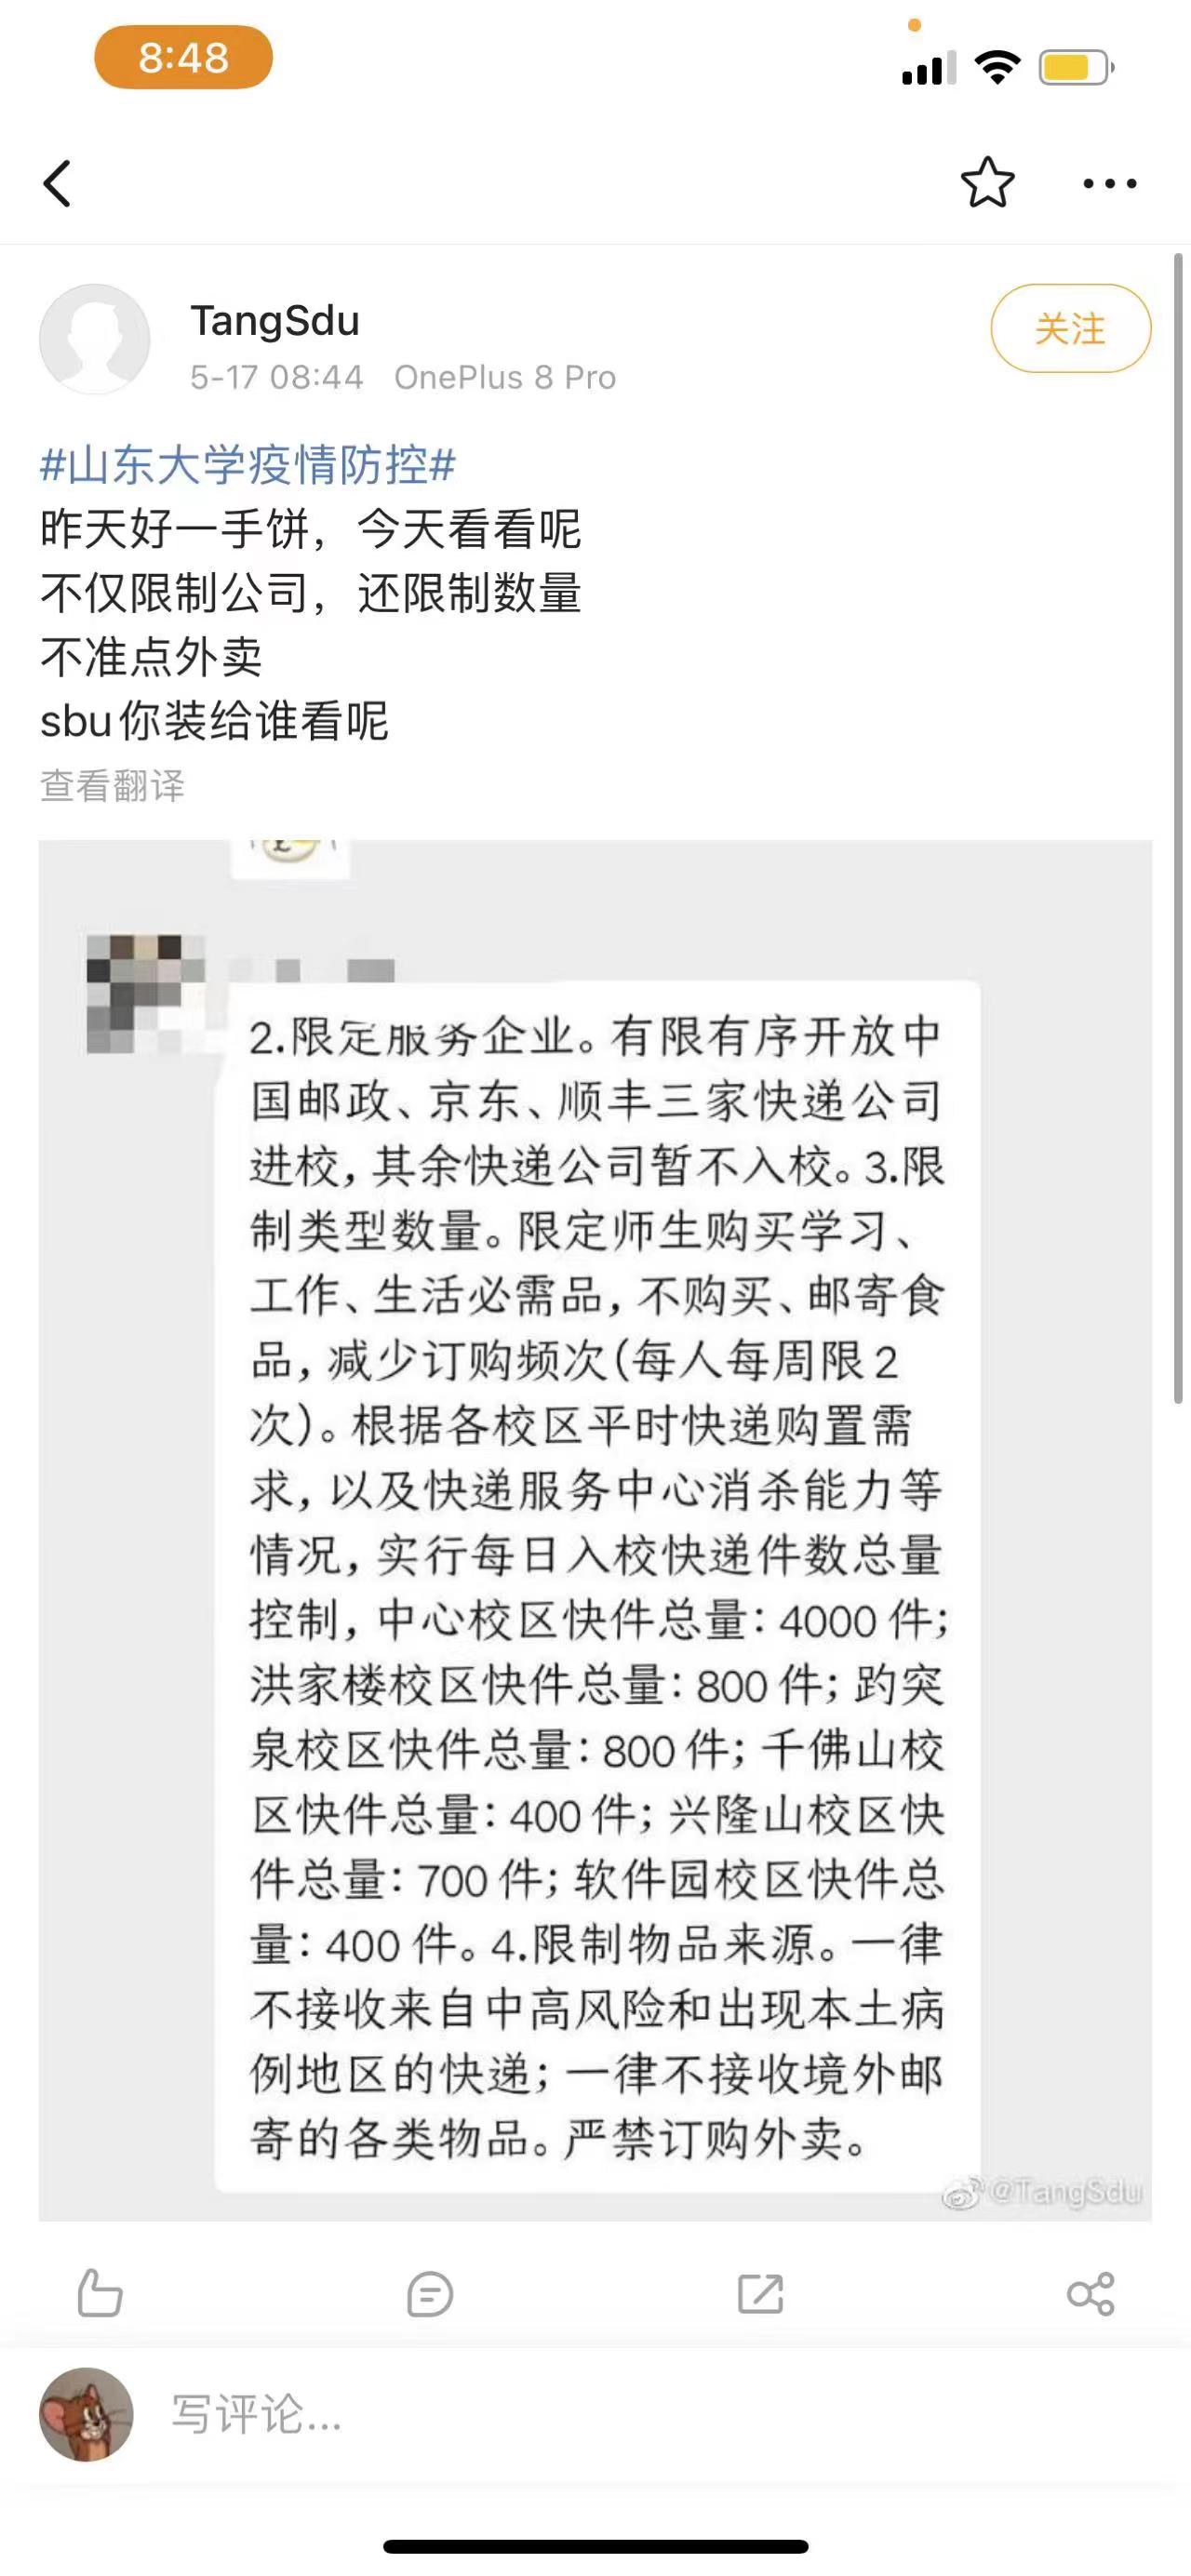 8:48
TangSdu
关注
5-17 08:44 OnePlus 8 Pro
#山东大学疫情防控#
昨天好一手饼，今天看看呢
不仅限制公司，还限制数量
不准点外卖
sbu你装给谁看呢
查看翻译
2.限定服务企业。有限有序开放中
国邮政、京东、顺丰三家快递公司
进校，其余快递公司暂不入校。3.限
制类型数量。限定师生购买学习、
工作、生活必需品，不购买、邮寄食
品，减少订购频次(每人每周限2
次)。根据各校区平时快递购置需
求，以及快递服务中心消杀能力等
情况，实行每日入校快递件数总量
控制，中心校区快件总量：4000件；
洪家楼校区快件总量：800件；趵突
泉校区快件总量：800件；千佛山校
区快件总量：400件；兴隆山校区快
件总量：700件；软件园校区快件总
量：400件。4.限制物品来源。一律
不接收来自中高风险和出现本土病
例地区的快递；一律不接收境外邮
寄的各类物品。严禁订购外卖。
@TangSdu
写评论...